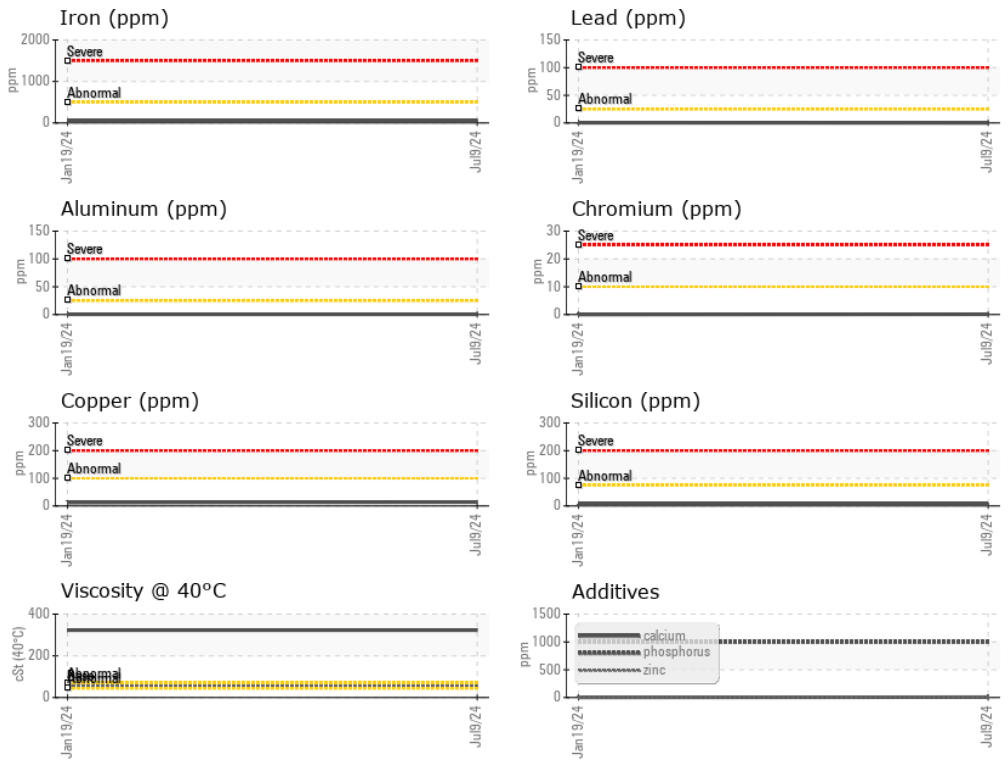 Iron (ppm)
2000
1000
0
ppm
Severe
Abnormal
Jan19/24
Jul9/24
Lead (ppm)
150
100
50
0
ppm
Severe
Abnormal
Jan19/24
Jul9/24
Aluminum (ppm)
150
100
50
0
ppm
Severe
Abnormal
Jan19/24
Jul9/24
Chromium (ppm)
30
20
10
0
ppm
Severe
Abnormal
Jan19/24
Jul9/24
Copper (ppm)
300
200
100
0
ppm
Severe
Abnormal
Jan19/24
Jul9/24
Silicon (ppm)
300
200
100
0
ppm
Severe
Abnormal
Jan19/24
Jul9/24
Viscosity @ 40°C
400
200
0
cSt (40°C)
Abnormal
Abnormal
Jan19/24
Jul9/24
Additives
1500
1000
500
0
ppm
calcium
phosphorus
zinc
Jan19/24
Jul9/24